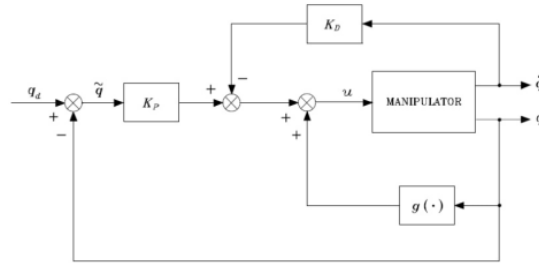 K_D
q_d
q̃
K_P
u
MANIPULATOR
g(·)
+
−
−
+
+
+